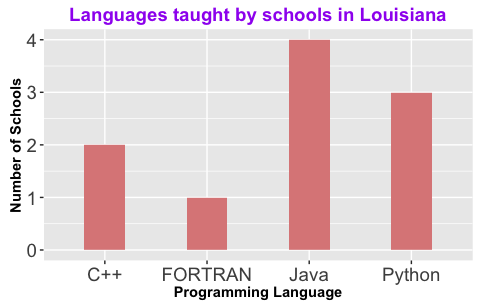 Languages taught by schools in Louisiana
Number of Schools
4
3
2
1
0
C++ FORTRAN Java Python
Programming Language